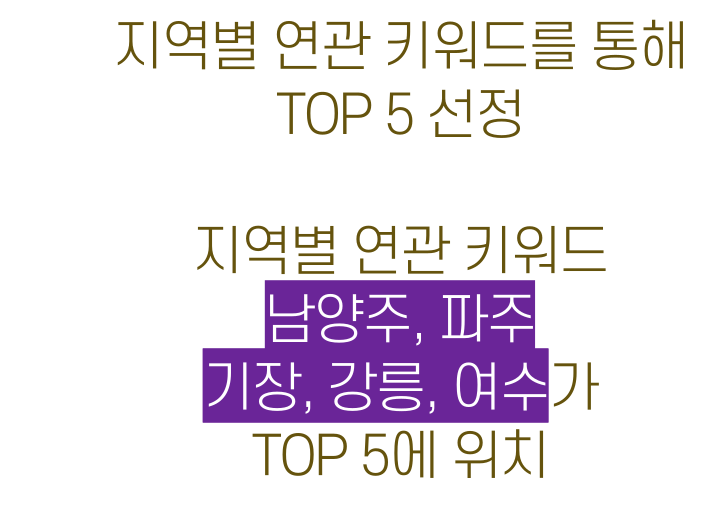 지역별 연관 키워드를 통해
TOP 5 선정
지역별 연관 키워드
남양주, 파주
기장, 강릉, 여수가
TOP 5에 위치